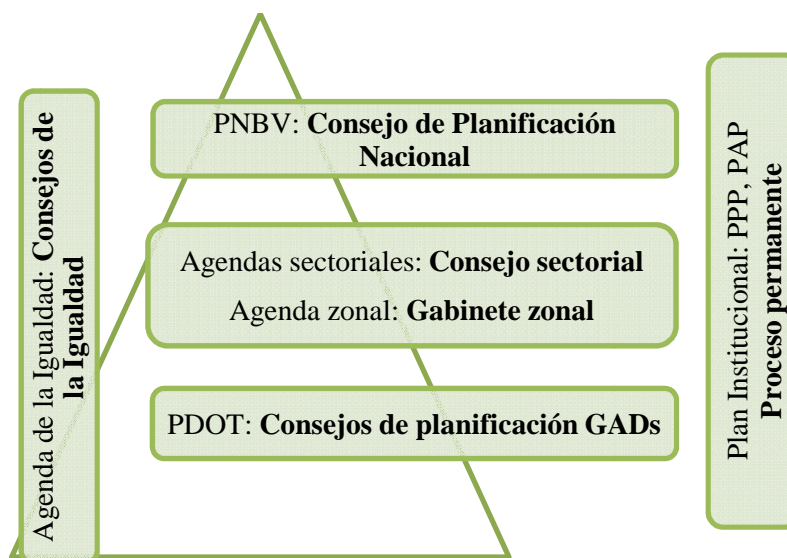 Agenda de la Igualdad: Consejos de
la Igualdad
PNBV: Consejo de Planificación
Nacional
Agendas sectoriales: Consejo sectorial
Agenda zonal: Gabinete zonal
PDOT: Consejos de planificación GADs
Plan Institucional: PPP, PAP
Proceso permanente